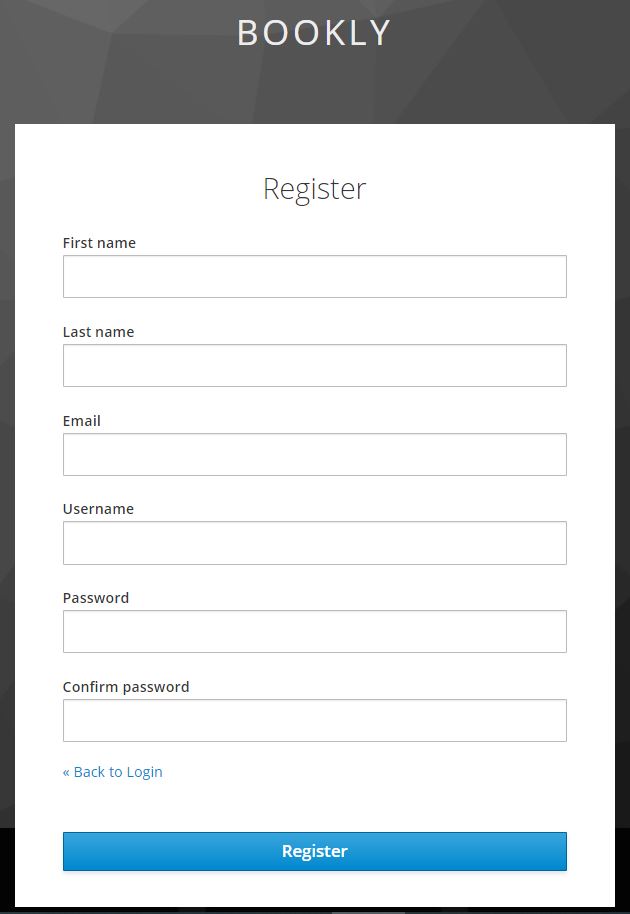 BOOKLY
Register
First name
Last name
Email
Username
Password
Confirm password
« Back to Login
Register